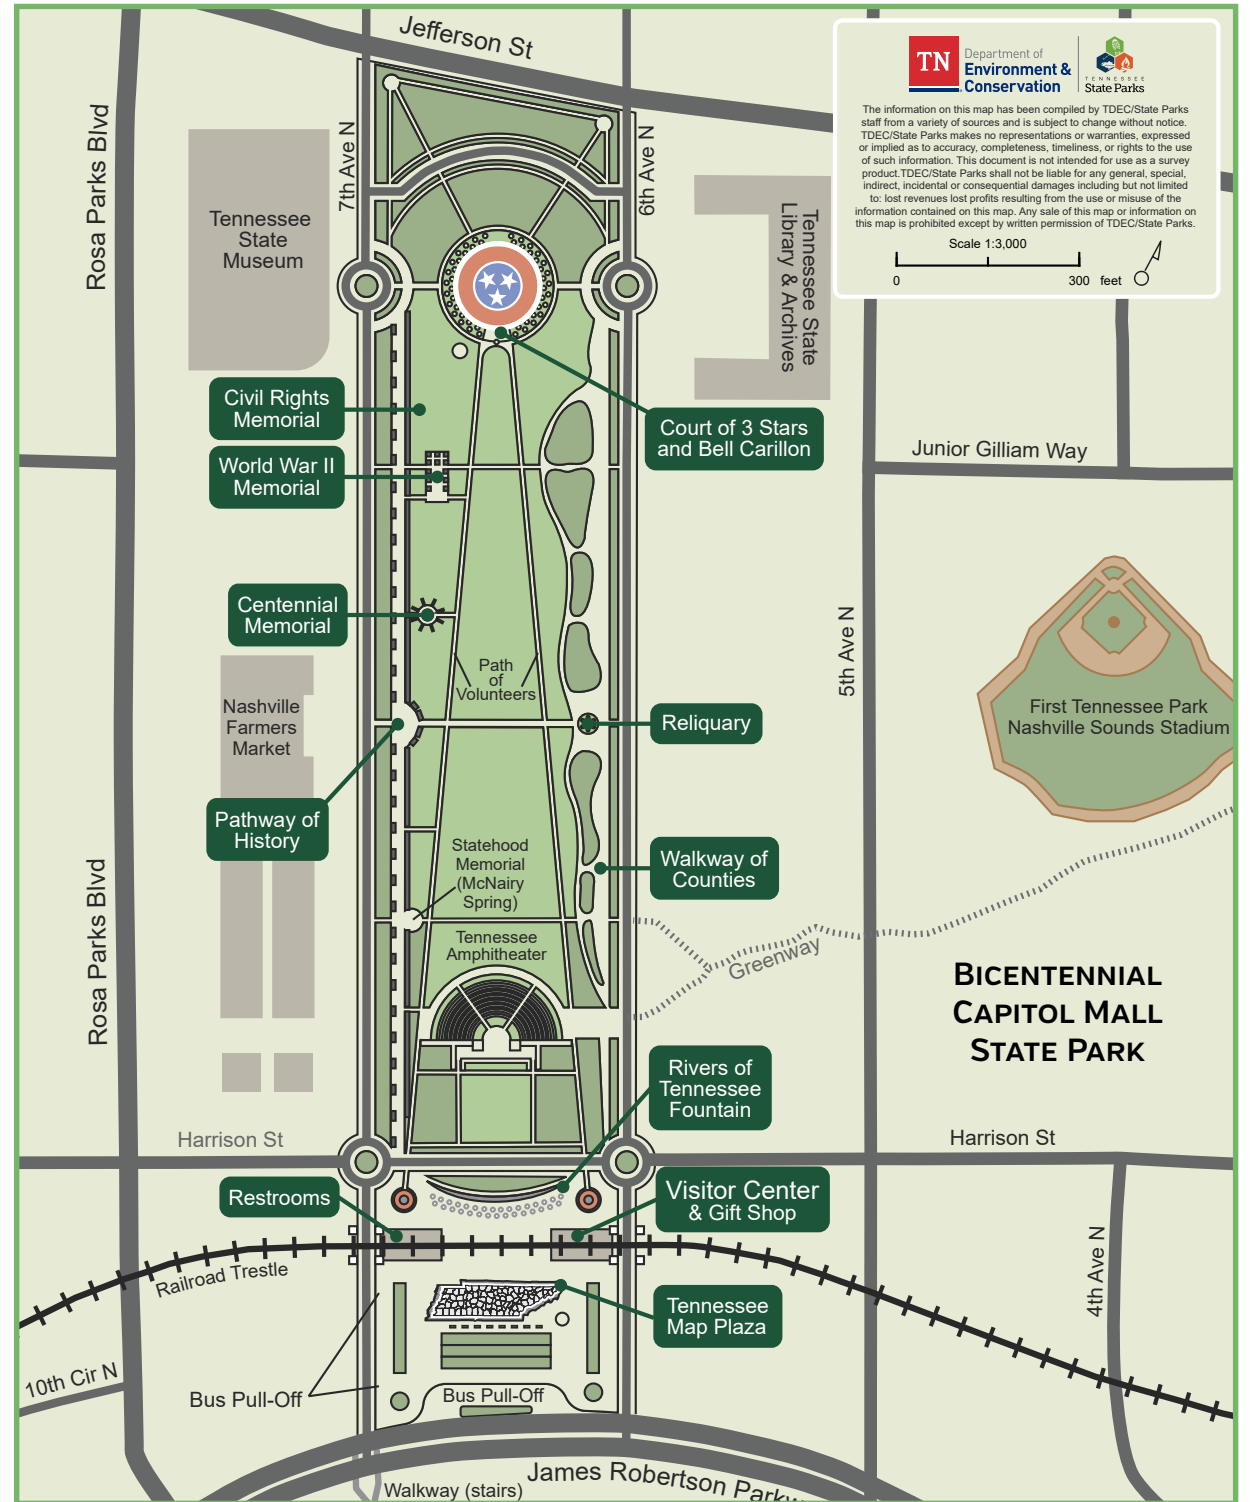 Jefferson St
TN
Department of
Environment &
Conservation
TENNESSEE
State Parks
The information on this map has been compiled by TDEC/State Parks
staff from a variety of sources and is subject to change without notice.
TDEC/State Parks makes no representations or warranties, expressed
or implied as to accuracy, completeness, timeliness, or rights to the use
of such information. This document is not intended for use as a survey
product.TDEC/State Parks shall not be liable for any general, special,
indirect, incidental or consequential damages including but not limited
to: lost revenues lost profits resulting from the use or misuse of the
information contained on this map. Any sale of this map or information on
this map is prohibited except by written permission of TDEC/State Parks.
Scale 1:3,000
0
300 feet
Rosa Parks Blvd
7th Ave N
6th Ave N
Tennessee
State
Museum
Tennessee State
Library & Archives
Civil Rights
Memorial
Court of 3 Stars
and Bell Carillon
World War II
Memorial
Junior Gilliam Way
Centennial
Memorial
5th Ave N
Path
of
Volunteers
Nashville
Farmers
Market
Reliquary
First Tennessee Park
Nashville Sounds Stadium
Pathway of
History
Statehood
Memorial
(McNairy
Spring)
Walkway of
Counties
Rosa Parks Blvd
Tennessee
Amphitheater
Greenway
BICENTENNIAL
CAPITOL MALL
STATE PARK
Rivers of
Tennessee
Fountain
Harrison St
Harrison St
Restrooms
Visitor Center
& Gift Shop
Railroad Trestle
4th Ave N
Tennessee
Map Plaza
10th Cir N
Bus Pull-Off
Bus Pull-Off
James Robertson Parkw
Walkway (stairs)